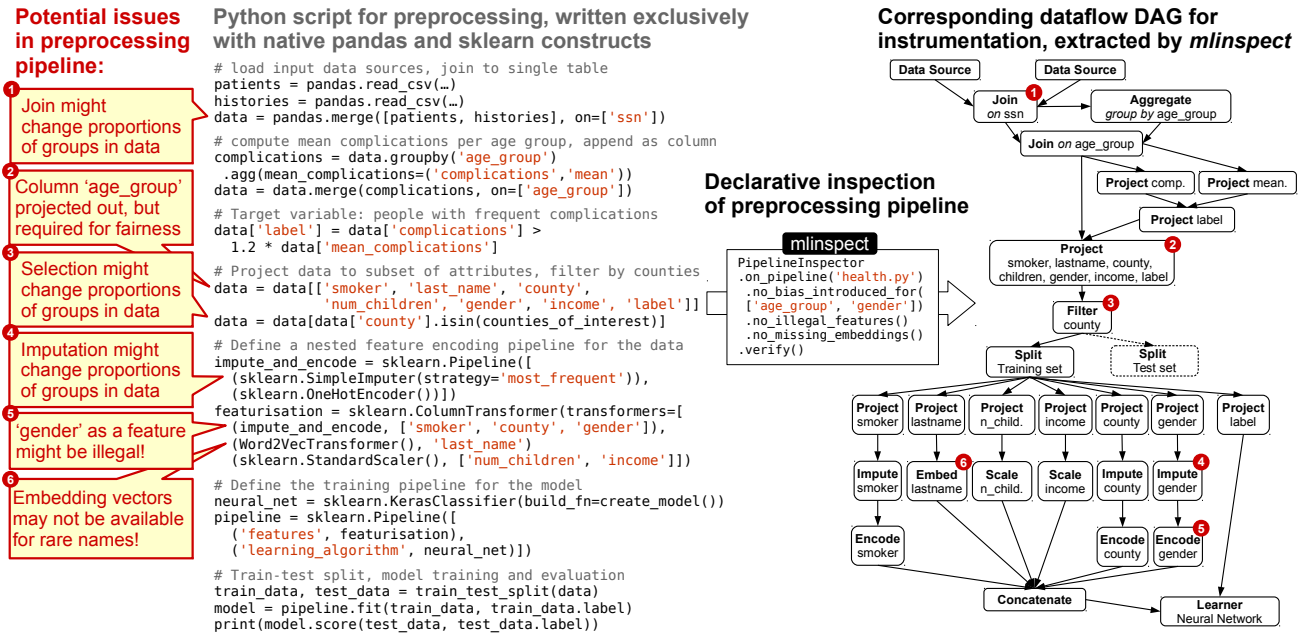 Potential issues
in preprocessing
pipeline:
1
Join might
change proportions
of groups in data
2
Column ‘age_group’
projected out, but
required for fairness
3
Selection might
change proportions
of groups in data
4
Imputation might
change proportions
of groups in data
5
‘gender’ as a feature
might be illegal!
6
Embedding vectors
may not be available
for rare names!
Python script for preprocessing, written exclusively
with native pandas and sklearn constructs
# load input data sources, join to single table
patients = pandas.read_csv(…)
histories = pandas.read_csv(…)
data = pandas.merge([patients, histories], on=['ssn'])
# compute mean complications per age group, append as column
complications = data.groupby('age_group')
.agg(mean_complications=('complications','mean'))
data = data.merge(complications, on=['age_group'])
# Target variable: people with frequent complications
data['label'] = data['complications'] >
1.2 * data['mean_complications']
# Project data to subset of attributes, filter by counties
data = data[['smoker', 'last_name', 'county',
'num_children', 'gender', 'income', 'label']]
data = data[data['county'].isin(counties_of_interest)]
# Define a nested feature encoding pipeline for the data
impute_and_encode = sklearn.Pipeline([
(sklearn.SimpleImputer(strategy='most_frequent')),
(sklearn.OneHotEncoder())])
featurisation = sklearn.ColumnTransformer(transformers=[
(impute_and_encode, ['smoker', 'county', 'gender']),
(Word2VecTransformer(), 'last_name')
(sklearn.StandardScaler(), ['num_children', 'income']])
# Define the training pipeline for the model
neural_net = sklearn.KerasClassifier(build_fn=create_model())
pipeline = sklearn.Pipeline([
('features', featurisation),
('learning_algorithm', neural_net)])
# Train-test split, model training and evaluation
train_data, test_data = train_test_split(data)
model = pipeline.fit(train_data, train_data.label)
print(model.score(test_data, test_data.label))
Declarative inspection
of preprocessing pipeline
mlinspect
PipelineInspector
.on_pipeline('health.py')
.no_bias_introduced_for(
['age_group', 'gender'])
.no_illegal_features()
.no_missing_embeddings()
.verify()
Corresponding dataflow DAG for
instrumentation, extracted by mlinspect
Data Source
Data Source
1
Join
on ssn
Aggregate
group by age_group
Join on age_group
Project comp.
Project mean.
Project label
2
Project
smoker, lastname, county,
children, gender, income, label
3
Filter
county
Split
Training set
Split
Test set
Project
smoker
Project
lastname
Project
n_child.
Project
income
Project
county
Project
gender
Project
label
Impute
smoker
6
Embed
lastname
Scale
n_child.
Scale
income
Impute
county
4
Impute
gender
Encode
smoker
Encode
county
5
Encode
gender
Concatenate
Learner
Neural Network